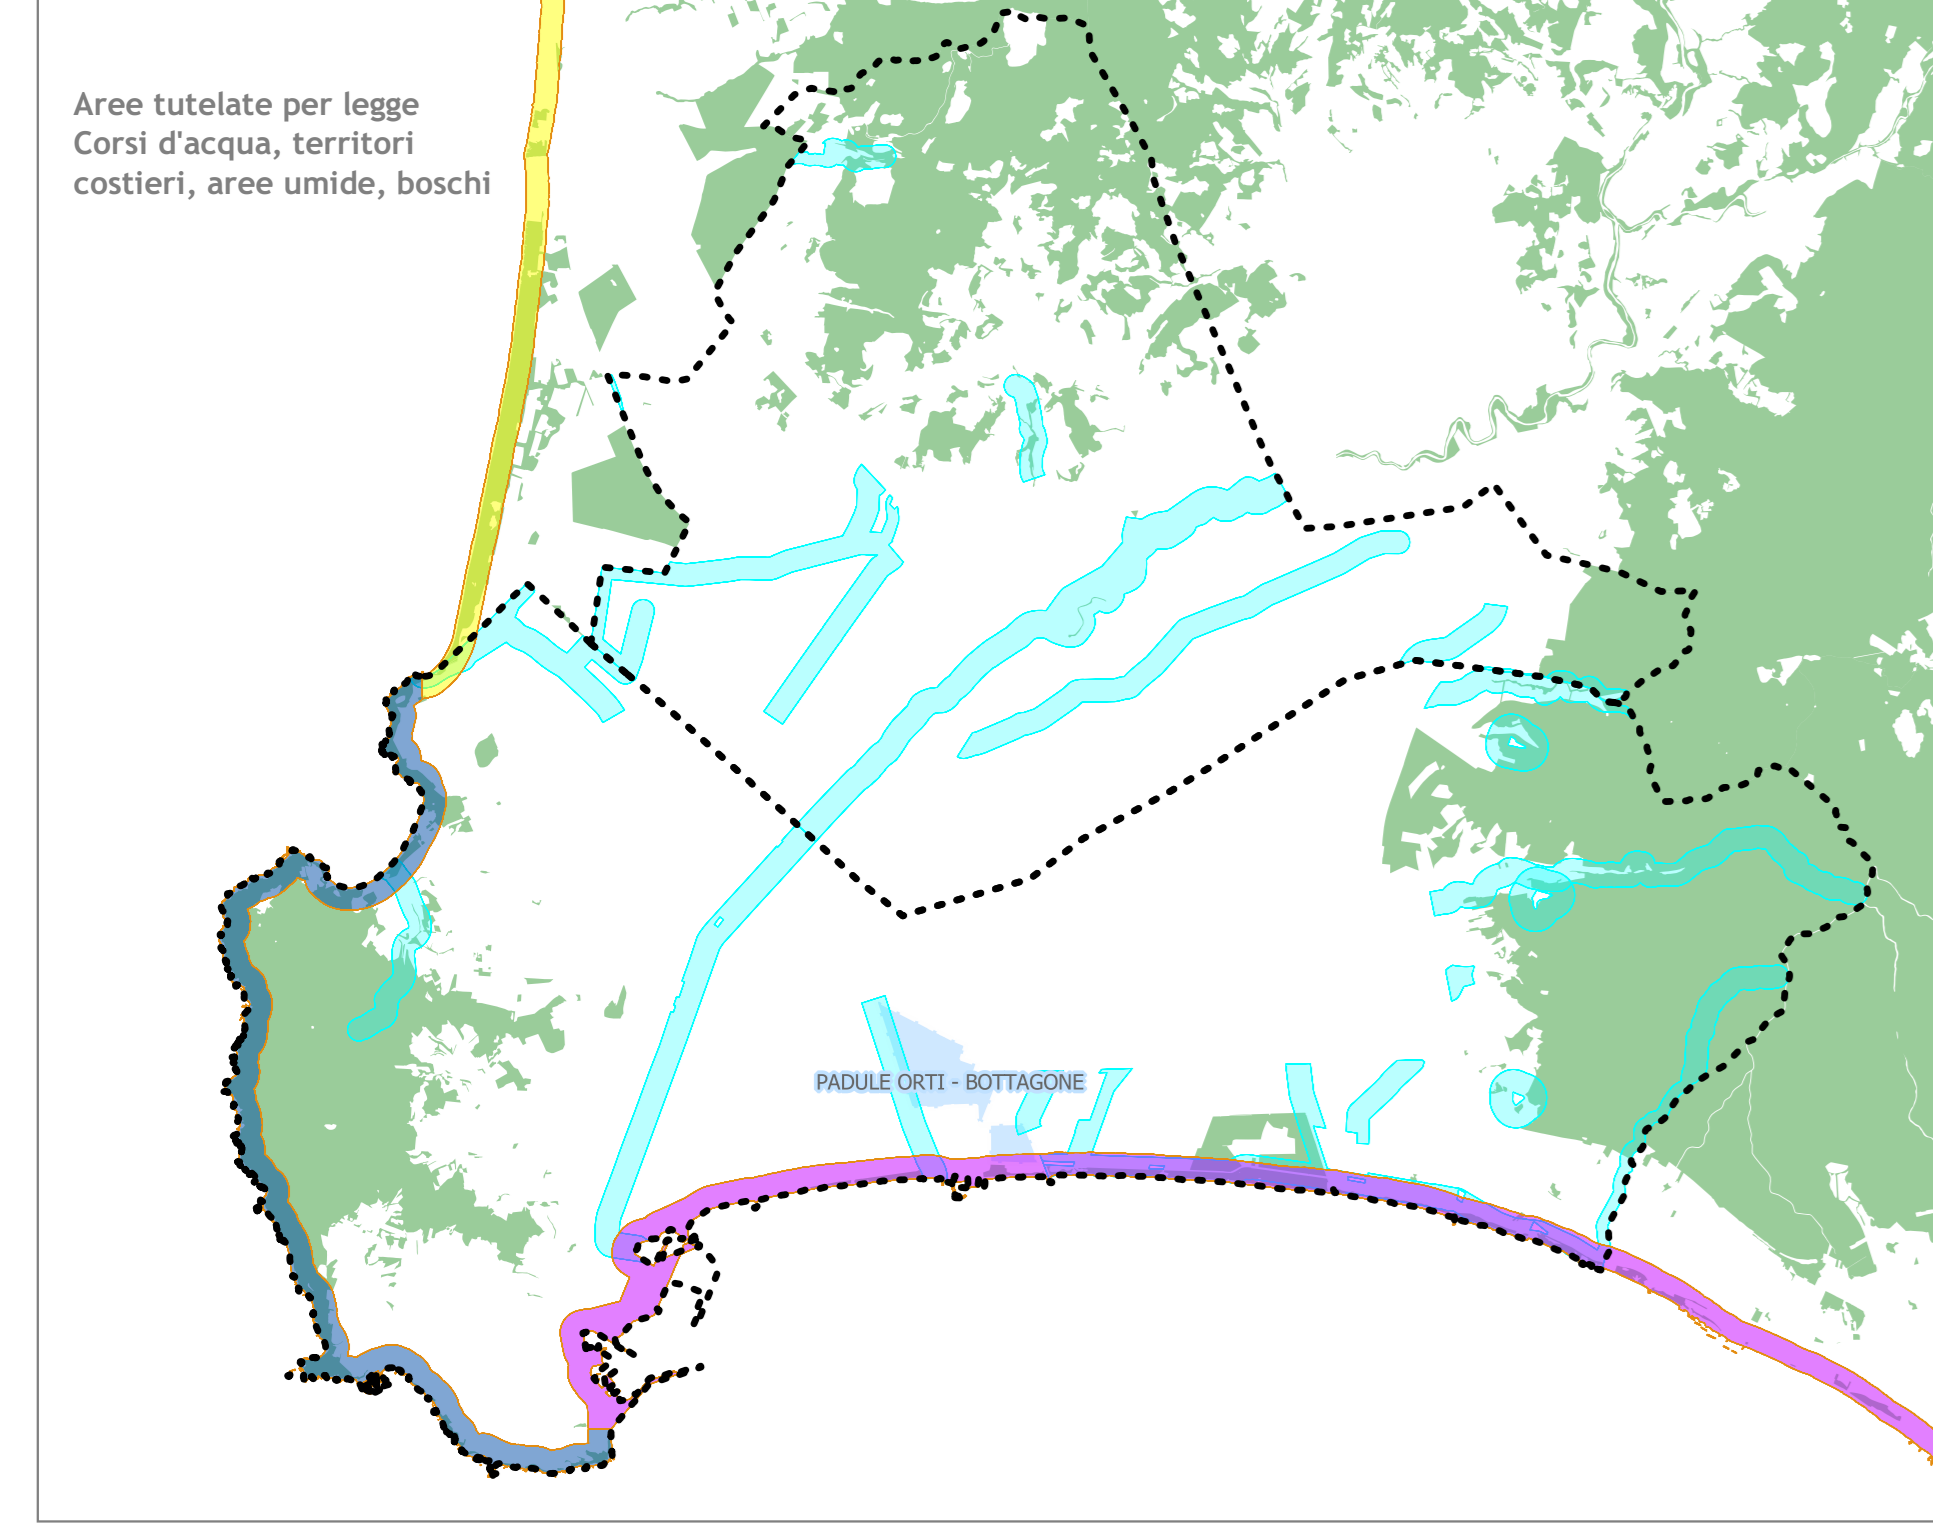 Aree tutelate per legge
Corsi d'acqua, territori
costieri, aree umide, boschi
PADULE ORTI - BOTTAGONE